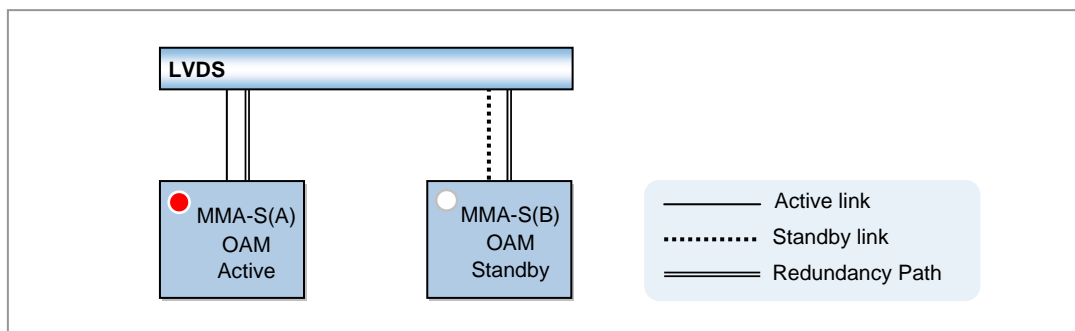 LVDS
MMA-S(A)
OAM
Active
MMA-S(B)
OAM
Standby
Active link
Standby link
Redundancy Path